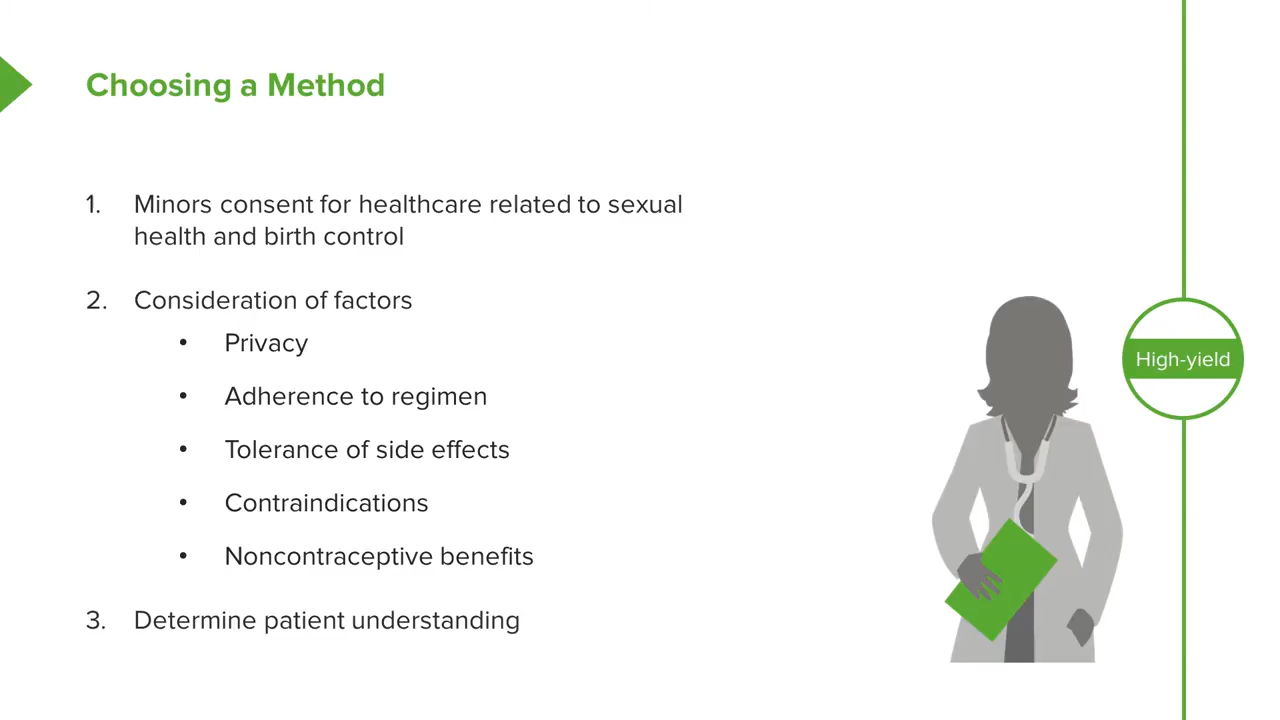 Choosing a Method
1. Minors consent for healthcare related to sexual
health and birth control
2. Consideration of factors
• Privacy
• Adherence to regimen
• Tolerance of side effects
• Contraindications
• Noncontraceptive benefits
3. Determine patient understanding
High-yield